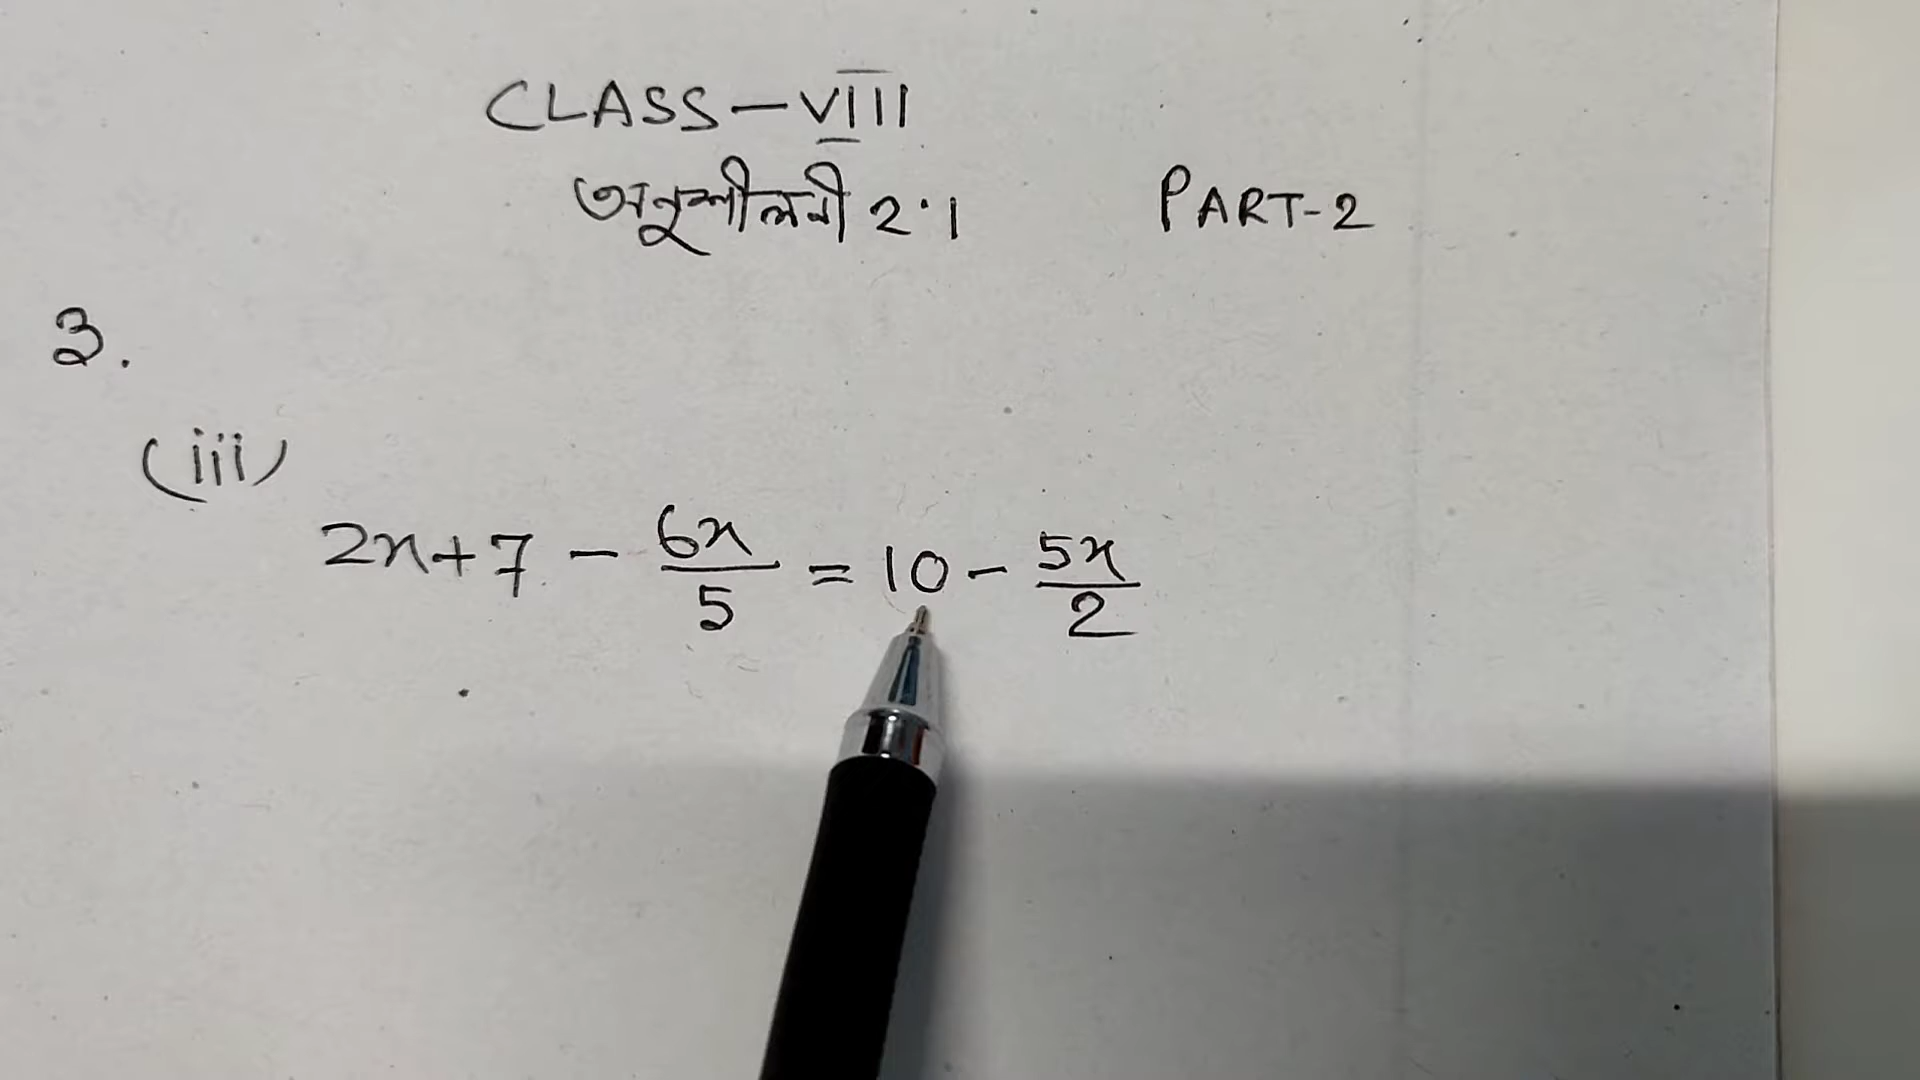 CLASS-VIII
অনুশীলনী 2.1 PART-2
3.
(iii)
2x+7 - 6x/5 = 10 - 5x/2